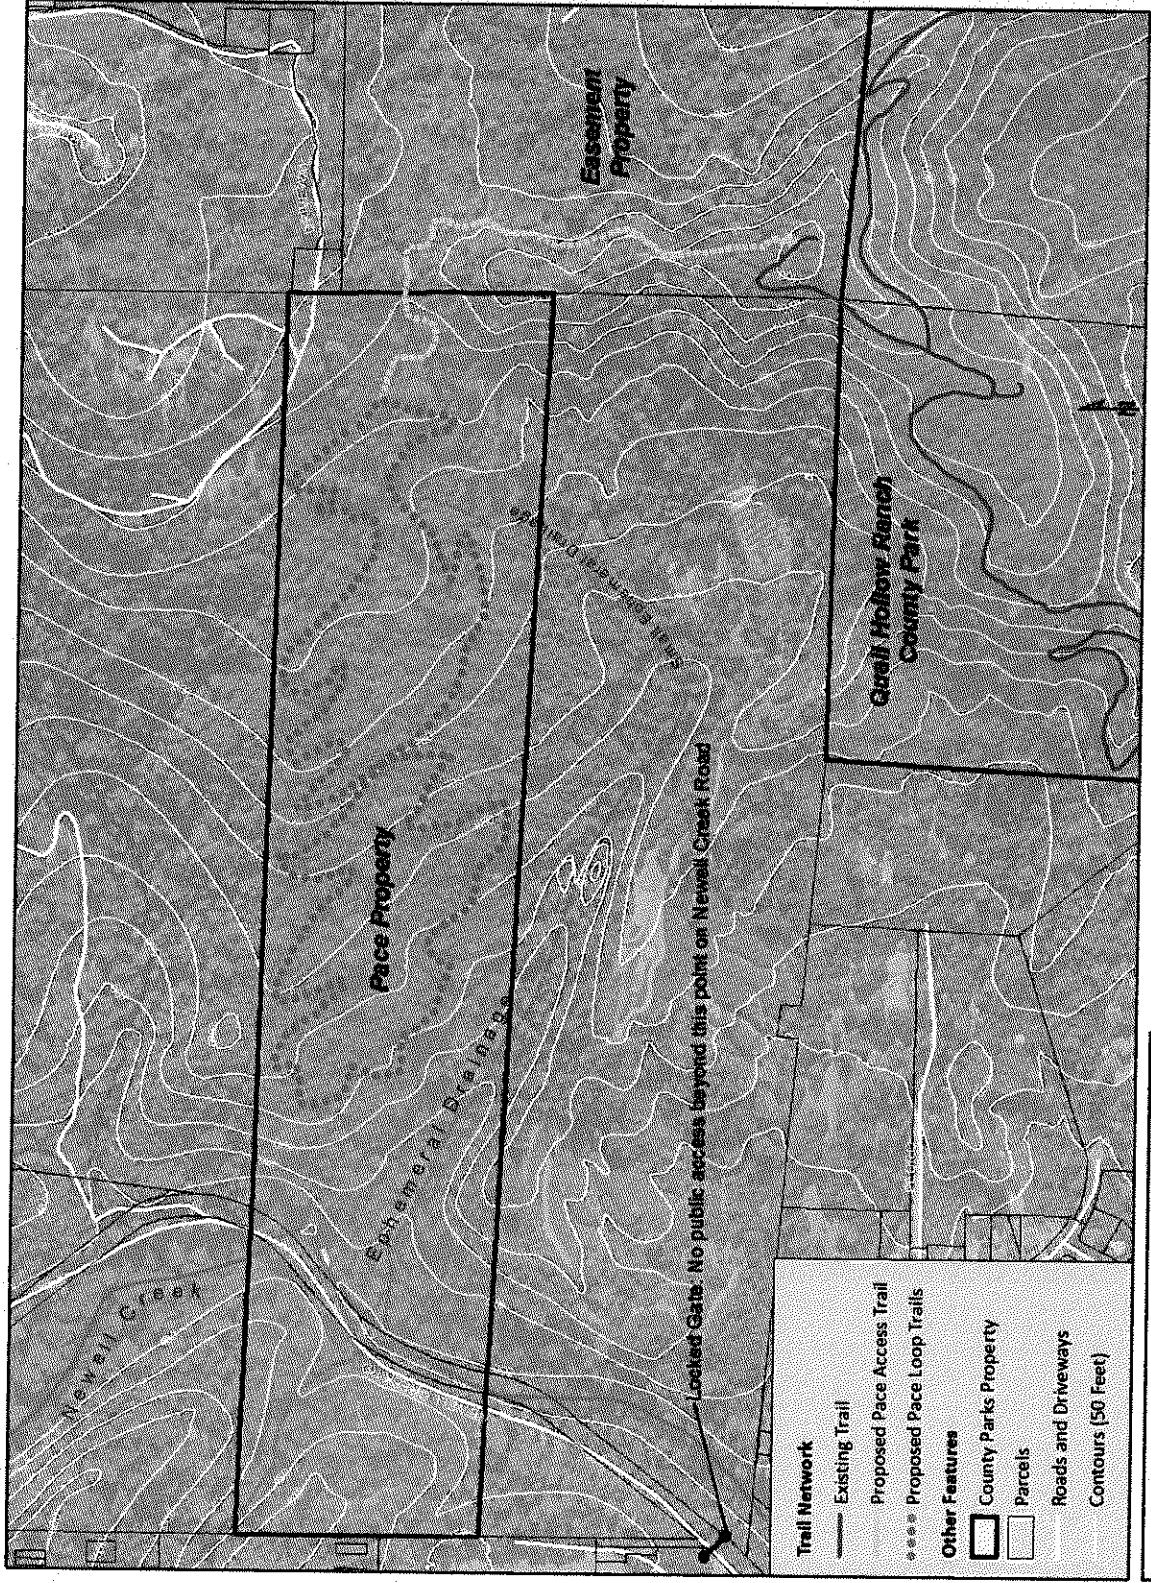 Easement
Property
Pace Property
Newell Creek
Ephemeral Drainage
Small Ephemeral Drainage
Quail Hollow Ranch
County Park
Locked Gate. No public access beyond this point on Newell Creek Road
Trail Network
Existing Trail
Proposed Pace Access Trail
Proposed Pace Loop Trails
Other Features
County Parks Property
Parcels
Roads and Driveways
Contours (50 Feet)